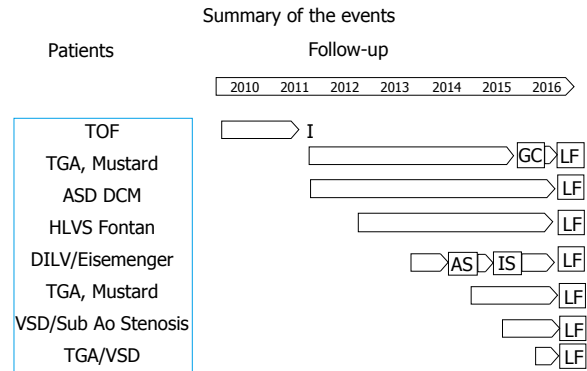 Summary of the events
Patients Follow-up
2010 2011 2012 2013 2014 2015 2016
TOF I
TGA, Mustard GC LF
ASD DCM LF
HLVS Fontan LF
DILV/Eisemenger AS IS LF
TGA, Mustard LF
VSD/Sub Ao Stenosis LF
TGA/VSD LF